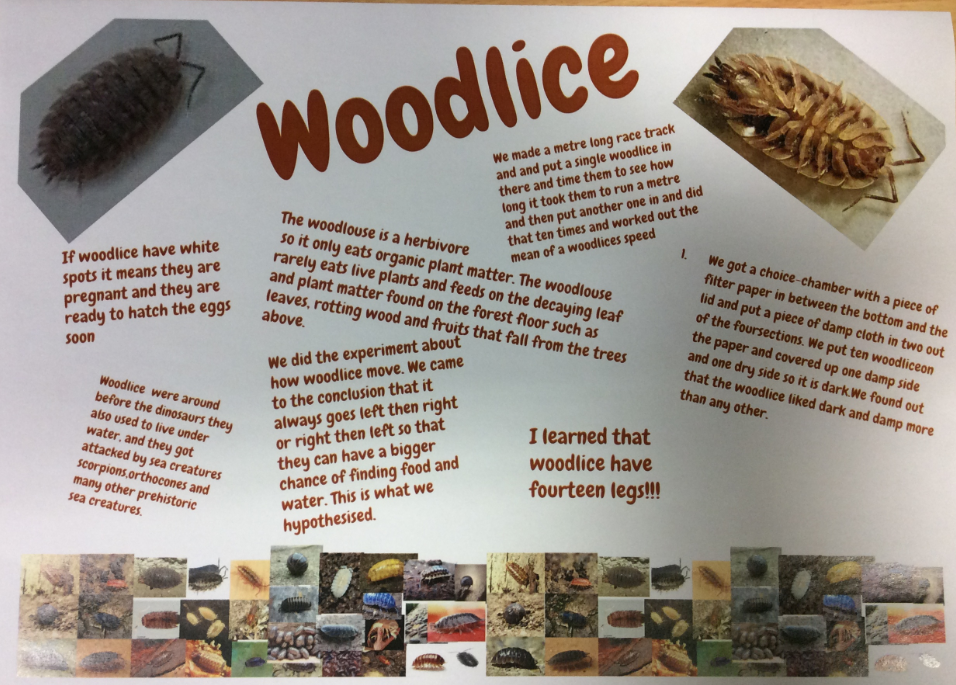 Woodlice
We made a metre long race track
and and put a single woodlice in
there and time them to see how
long it took them to run a metre
and then put another one in and did
that ten times and worked out the
mean of a woodlices speed
If woodlice have white
spots it means they are
pregnant and they are
ready to hatch the eggs
soon
The woodlouse is a herbivore
so it only eats organic plant matter. The woodlouse
rarely eats live plants and feeds on the decaying leaf
and plant matter found on the forest floor such as
leaves, rotting wood and fruits that fall from the trees
above.
1. We got a choice-chamber with a piece of
filter paper in between the bottom and the
lid and put a piece of damp cloth in two out
of the foursections. We put ten woodliceon
the paper and covered up one damp side
and one dry side so it is dark.We found out
that the woodlice liked dark and damp more
than any other.
Woodlice were around
before the dinosaurs they
also used to live under
water, and they got
attacked by sea creatures
scorpions,orthocones and
many other prehistoric
sea creatures.
We did the experiment about
how woodlice move. We came
to the conclusion that it
always goes left then right
or right then left so that
they can have a bigger
chance of finding food and
water. This is what we
hypothesised.
I learned that
woodlice have
fourteen legs!!!